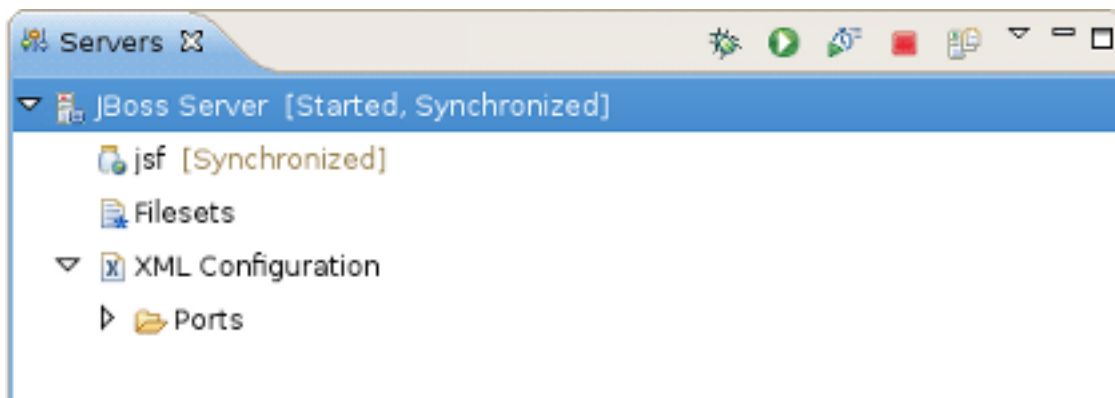 Servers
JBoss Server [Started, Synchronized]
jsf [Synchronized]
Filesets
XML Configuration
Ports